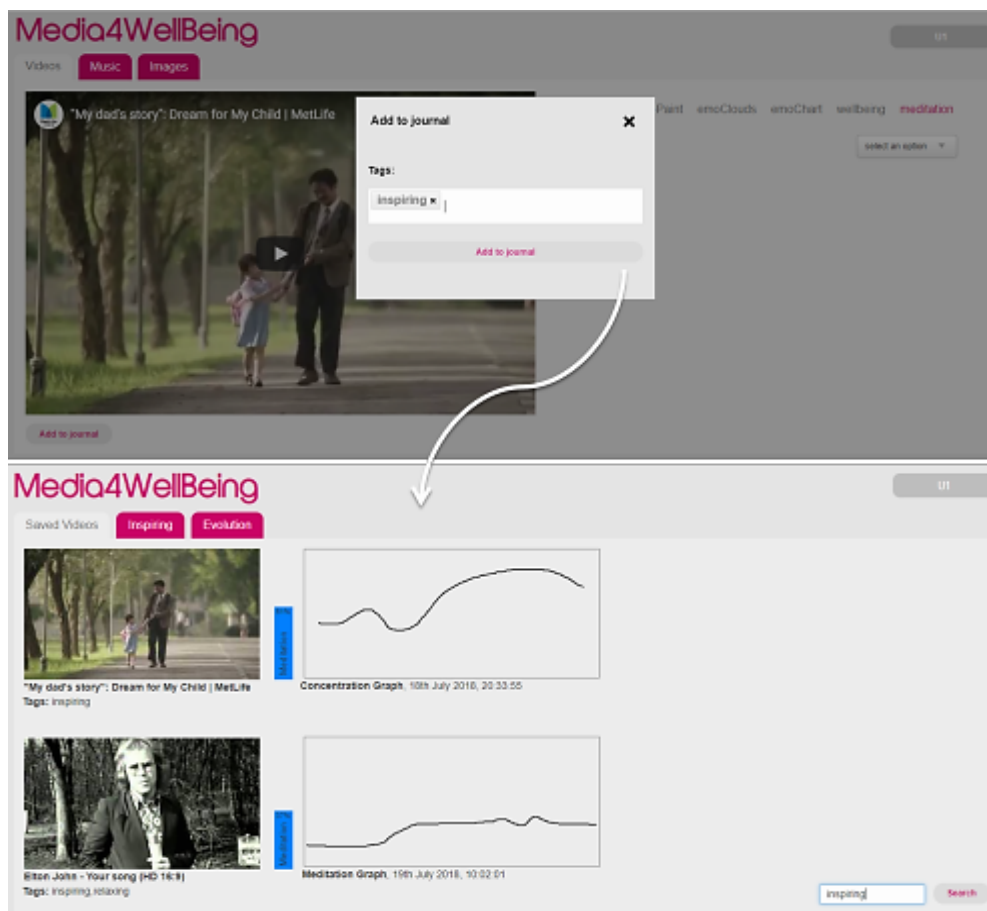 Media4WellBeing
U1
Videos Music Images
"My dad's story": Dream for My Child | MetLife
Paint emoClouds emoChart wellbeing meditation
select an option
Add to journal
Tags:
inspiring
Add to journal
Add to journal
Media4WellBeing
U1
Saved Videos Inspiring Evolution
Meditation
"My dad's story": Dream for My Child | MetLife
Concentration Graph, 18th July 2018, 20:33:55
Tags: inspiring
Meditation
Elton John - Your song (HD 16:9)
Meditation Graph, 19th July 2018, 10:02:01
Tags: inspiring,relaxing
inspiring
Search